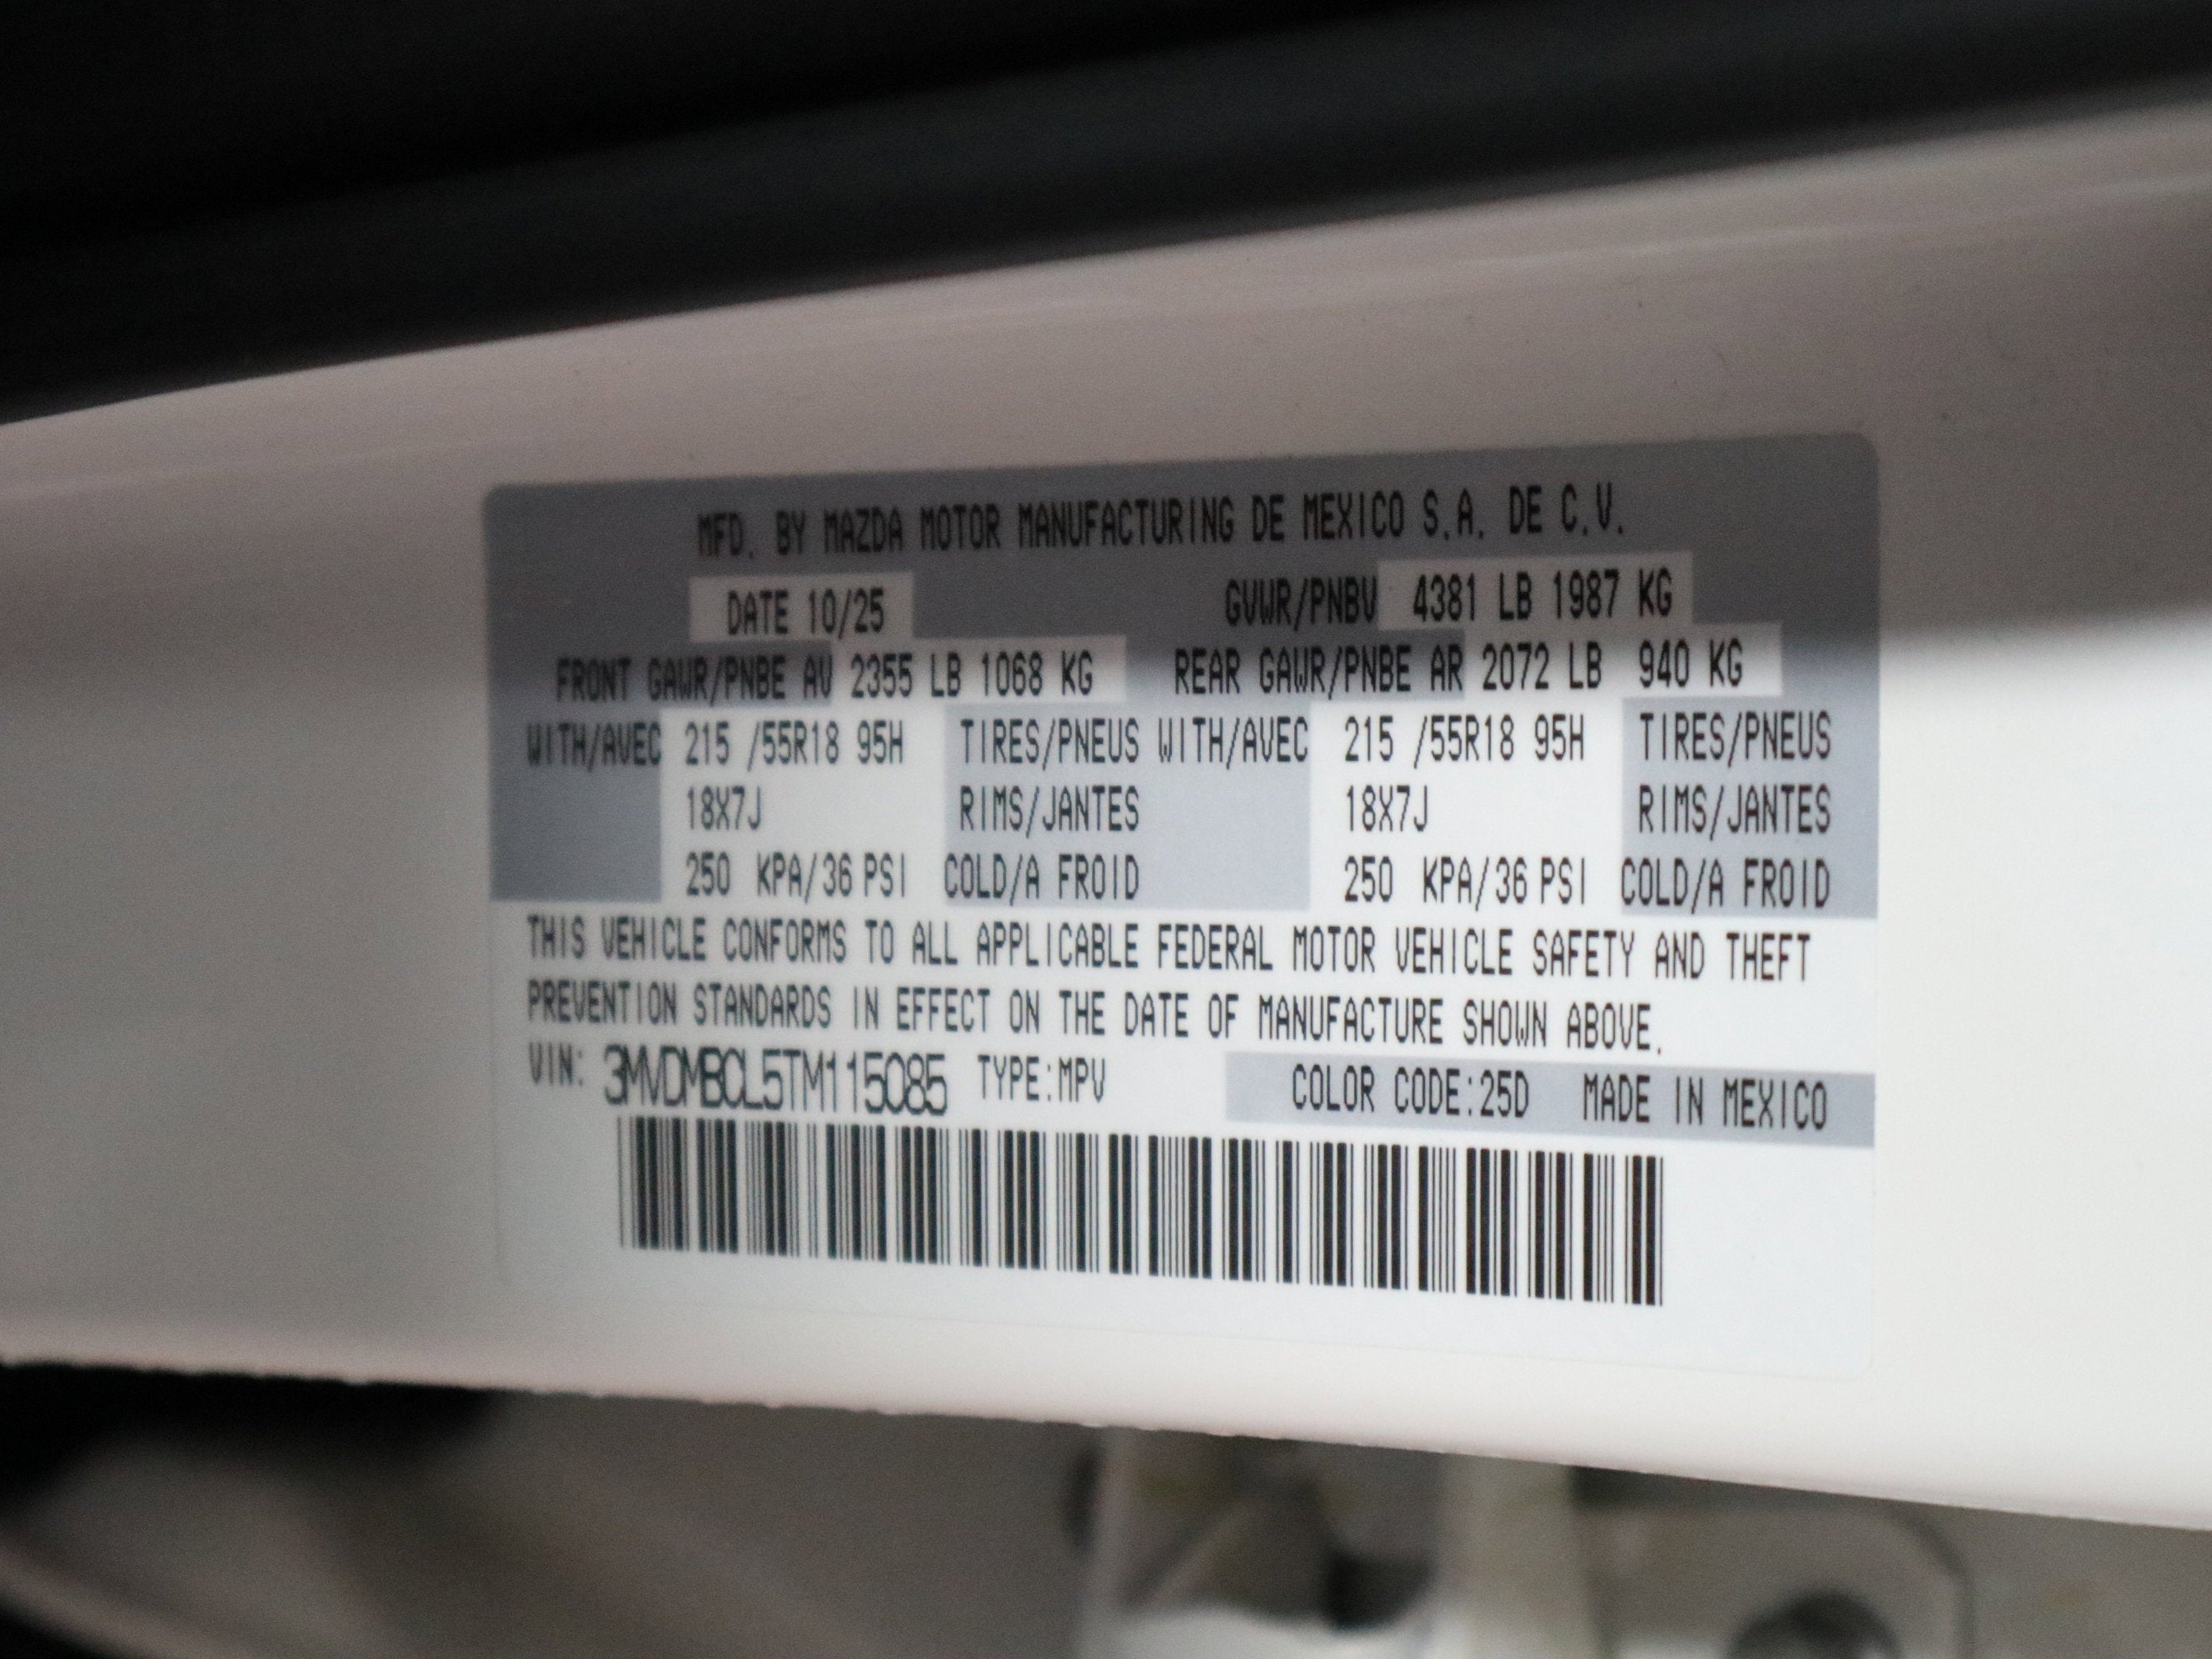 MFD. BY MAZDA MOTOR MANUFACTURING DE MEXICO S.A. DE C.V.
DATE 10/25 GVWR/PNBV 4381 LB 1987 KG
FRONT GAWR/PNBE AV 2355 LB 1068 KG REAR GAWR/PNBE AR 2072 LB 940 KG
WITH/AVEC 215 /55R18 95H TIRES/PNEUS WITH/AVEC 215 /55R18 95H TIRES/PNEUS
18X7J RIMS/JANTES 18X7J RIMS/JANTES
250 KPA/36 PSI COLD/A FROID 250 KPA/36 PSI COLD/A FROID
THIS VEHICLE CONFORMS TO ALL APPLICABLE FEDERAL MOTOR VEHICLE SAFETY AND THEFT
PREVENTION STANDARDS IN EFFECT ON THE DATE OF MANUFACTURE SHOWN ABOVE.
VIN: 3MVDMBCL5TM115085 TYPE:MPV COLOR CODE:25D MADE IN MEXICO